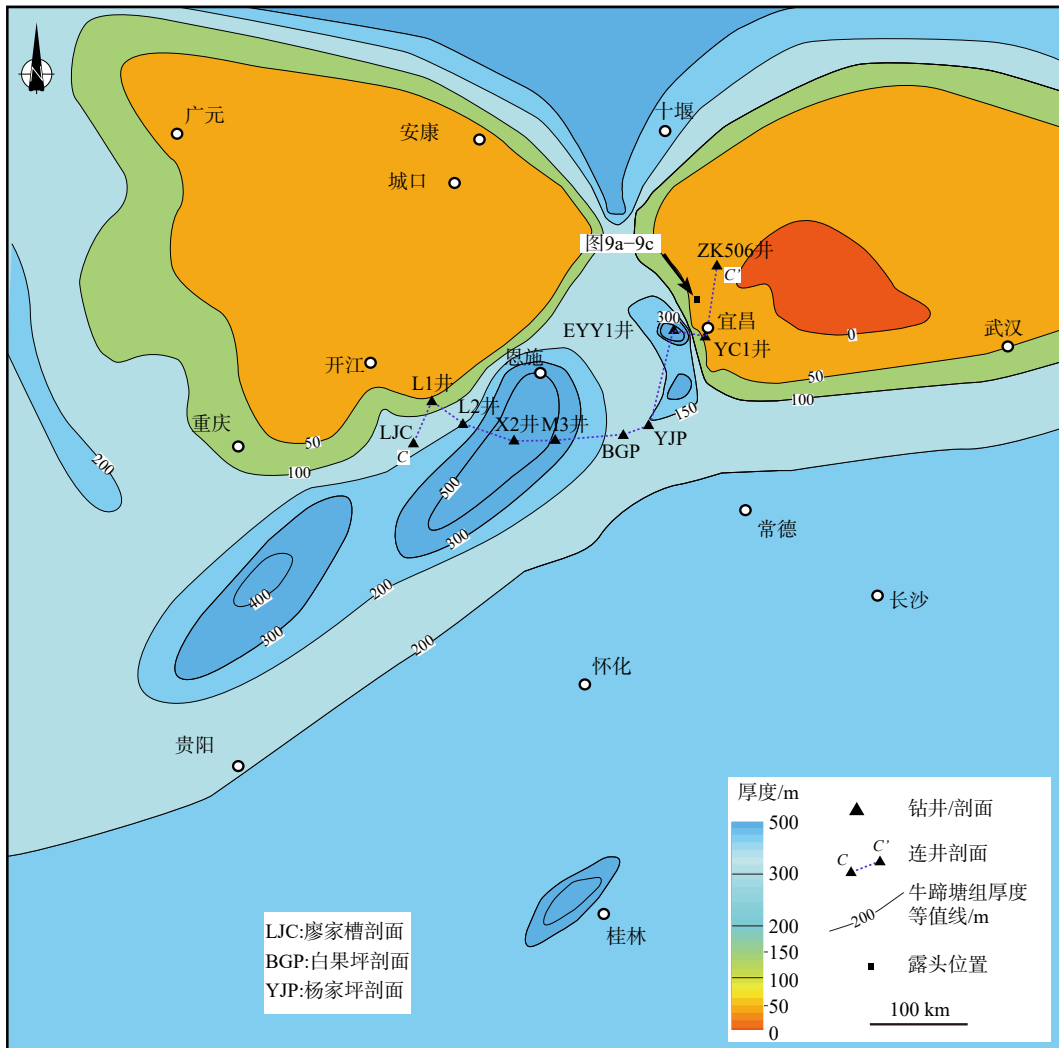 N
广元
安康
十堰
城口
图9a−9c
ZK506井
C'
300
宜昌
EYY1井
YC1井
武汉
0
恩施
开江
L1井
50
100
L2井
150
重庆
LJC
X2井
M3井
YJP
50
C
BGP
100
200
500
常德
300
400
200
长沙
300
200
怀化
贵阳
桂林
LJC:廖家槽剖面
BGP:白果坪剖面
YJP:杨家坪剖面
厚度/m
500
300
200
150
100
50
0
钻井/剖面
C
C'
连井剖面
200
牛蹄塘组厚度
等值线/m
露头位置
100 km